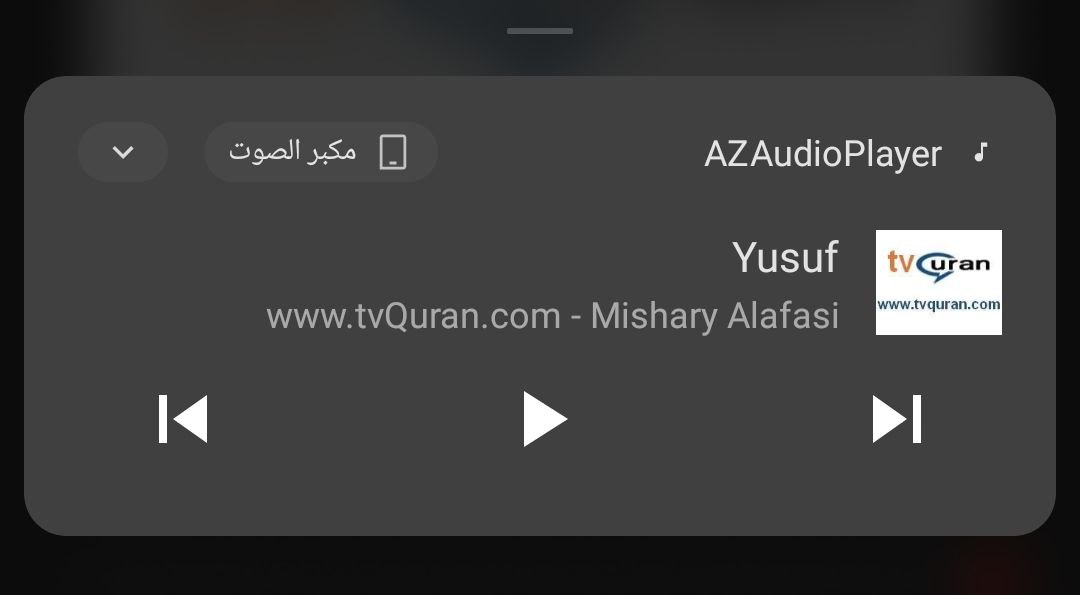 AZAudioPlayer
مكبر الصوت
Yusuf
www.tvQuran.com - Mishary Alafasi
tvQuran
www.tvquran.com